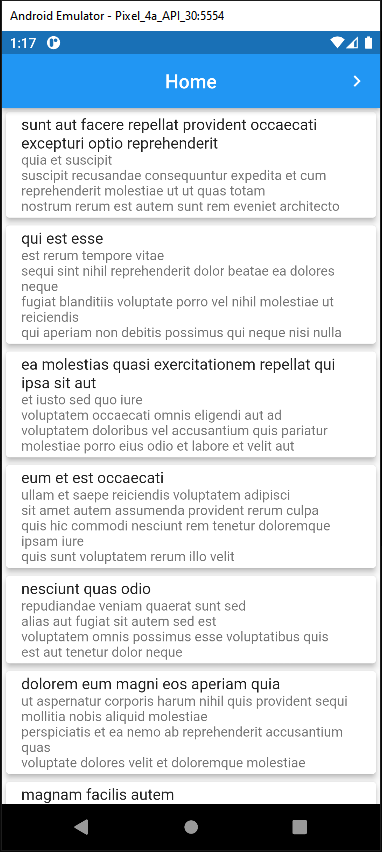 Android Emulator - Pixel_4a_API_30:5554
1:17
Home
sunt aut facere repellat provident occaecati
excepturi optio reprehenderit
quia et suscipit
suscipit recusandae consequuntur expedita et cum
reprehenderit molestiae ut ut quas totam
nostrum rerum est autem sunt rem eveniet architecto
qui est esse
est rerum tempore vitae
sequi sint nihil reprehenderit dolor beatae ea dolores
neque
fugiat blanditiis voluptate porro vel nihil molestiae ut
reiciendis
qui aperiam non debitis possimus qui neque nisi nulla
ea molestias quasi exercitationem repellat qui
ipsa sit aut
et iusto sed quo iure
voluptatem occaecati omnis eligendi aut ad
voluptatem doloribus vel accusantium quis pariatur
molestiae porro eius odio et labore et velit aut
eum et est occaecati
ullam et saepe reiciendis voluptatem adipisci
sit amet autem assumenda provident rerum culpa
quis hic commodi nesciunt rem tenetur doloremque
ipsam iure
quis sunt voluptatem rerum illo velit
nesciunt quas odio
repudiandae veniam quaerat sunt sed
alias aut fugiat sit autem sed est
voluptatem omnis possimus esse voluptatibus quis
est aut tenetur dolor neque
dolorem eum magni eos aperiam quia
ut aspernatur corporis harum nihil quis provident sequi
mollitia nobis aliquid molestiae
perspiciatis et ea nemo ab reprehenderit accusantium
quas
voluptate dolores velit et doloremque molestiae
magnam facilis autem